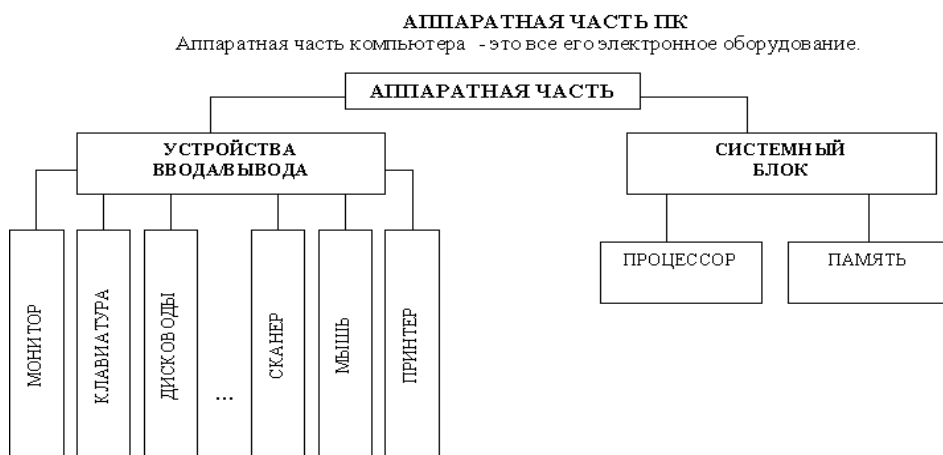 АППАРАТНАЯ ЧАСТЬ ПК
Аппаратная часть компьютера - это все его электронное оборудование.
АППАРАТНАЯ ЧАСТЬ
УСТРОЙСТВА
ВВОДА/ВЫВОДА
СИСТЕМНЫЙ
БЛОК
МОНИТОР
КЛАВИАТУРА
ДИСКОВОДЫ
...
СКАНЕР
МЫШЬ
ПРИНТЕР
ПРОЦЕССОР
ПАМЯТЬ